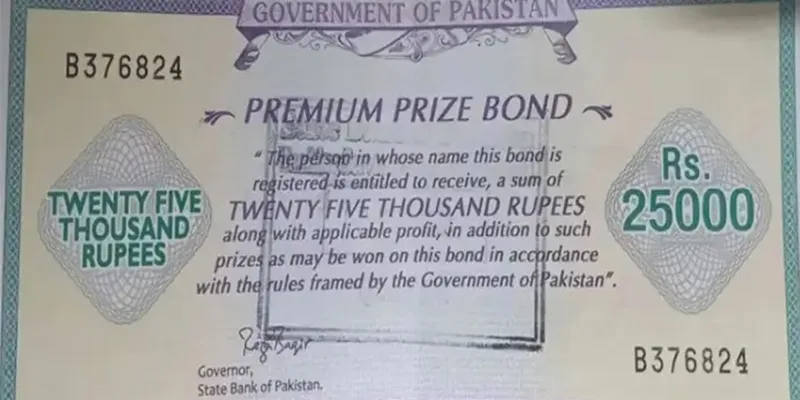 GOVERNMENT OF PAKISTAN
B376824
PREMIUM PRIZE BOND
" The person in whose name this bond is
registered is entitled to receive, a sum of
TWENTY FIVE THOUSAND RUPEES
along with applicable profit, in addition to such
prizes as may be won on this bond in accordance
with the rules framed by the Government of Pakistan".
TWENTY FIVE
THOUSAND
RUPEES
Rs.
25000
Governor,
State Bank of Pakistan.
B376824